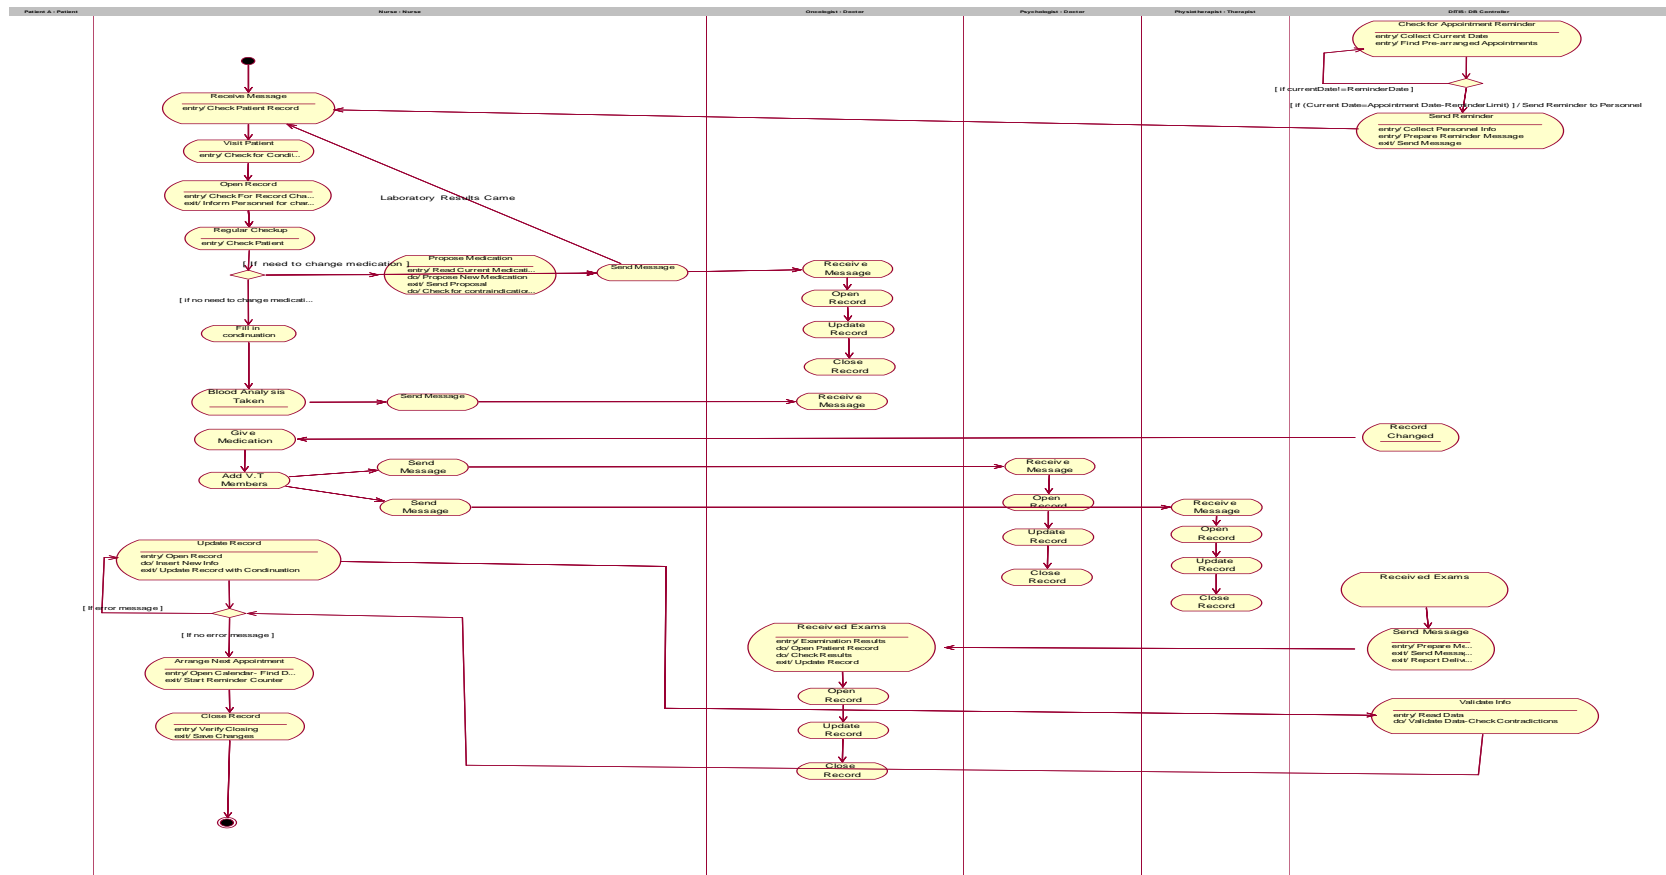 Patient A : Patient
Nurse : Nurse
Oncologist : Doctor
Psychologist : Doctor
Physiotherapist : Therapist
DITIS : DB Controller
Check for Appointment Reminder
entry/ Collect Current Date
entry/ Find Pre-arranged Appointments
[ if currentDate!=ReminderDate ]
[ if (Current Date=Appointment Date-ReminderLimit) ] / Send Reminder to Personnel
Send Reminder
entry/ Collect Personnel Info
entry/ Prepare Reminder Message
exit/ Send Message
Receive Message
entry/ Check Patient Record
Visit Patient
entry/ Check for Condii...
Open Record
entry/ Check For Record Cha...
exit/ Inform Personnel for char...
Laboratory Results Came
Regular Checkup
entry/ Check Patient
[ If need to change medication ]
Propose Medication
entry/ Read Current Medicati...
do/ Propose New Medication
exit/ Send Proposal
do/ Check for contraindicatior...
Send Message
Receive
Message
Open
Record
Update
Record
Close
Record
[ if no need to change medicati...
Fill in
condinuation
Blood Analysis
Taken
Send Message
Receive
Message
Give
Medication
Record
Changed
Add V.T
Members
Send
Message
Receive
Message
Send
Message
Open
Record
Receive
Message
Update
Record
Open
Record
Close
Record
Update
Record
Close
Record
Update Record
entry/ Open Record
do/ Insert New Info
exit/ Update Record with Condinuation
[ If error message ]
[ If no error message ]
Received Exams
Send Message
entry/ Prepare Me...
exit/ Send Messaç...
exit/ Report Deliv...
Received Exams
entry/ Examination Results
do/ Open Patient Record
do/ Check Results
exit/ Update Record
Open
Record
Update
Record
Close
Record
Arrange Next Appointment
entry/ Open Calendar- Find D...
exit/ Start Reminder Counter
Validate Info
entry/ Read Data
do/ Validate Data-Check Contradictions
Close Record
entry/ Verify Closing
exit/ Save Changes